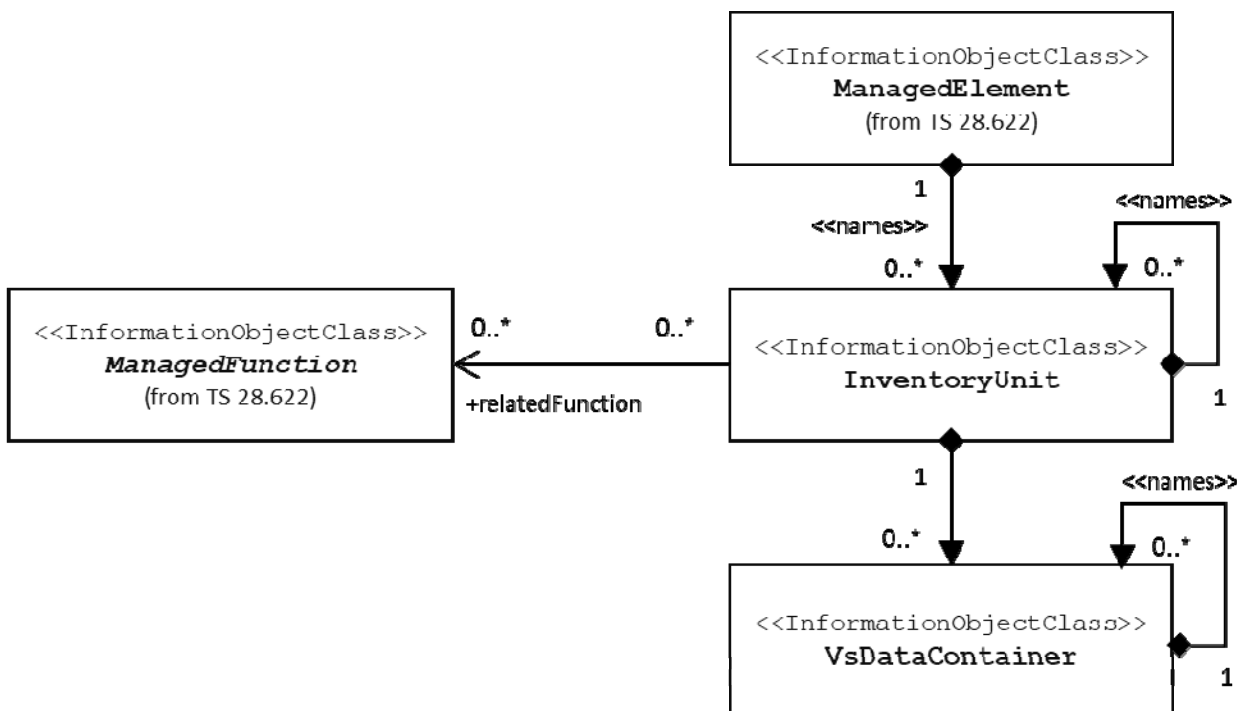 <<InformationObjectClass>>
ManagedElement
(from TS 28.622)
1
<<names>>
<<names>>
0..*
0..*
<<InformationObjectClass>>
ManagedFunction
(from TS 28.622)
0..*
0..*
+relatedFunction
<<InformationObjectClass>>
InventoryUnit
1
1
<<names>>
0..*
0..*
<<InformationObjectClass>>
VsDataContainer
1